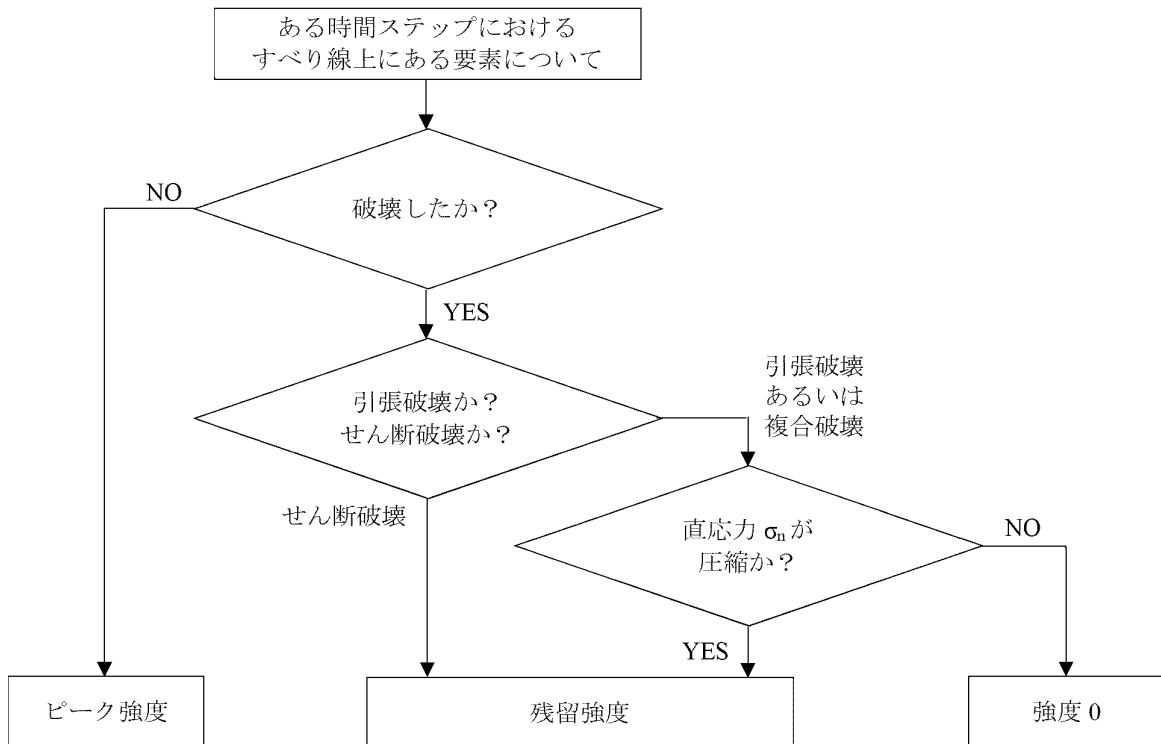 ある時間ステップにおける
すべり線上にある要素について
NO
破壊したか？
YES
引張破壊か？
せん断破壊か？
引張破壊
あるいは
複合破壊
せん断破壊
直応力 σn が
圧縮か？
NO
YES
ピーク強度
残留強度
強度 0